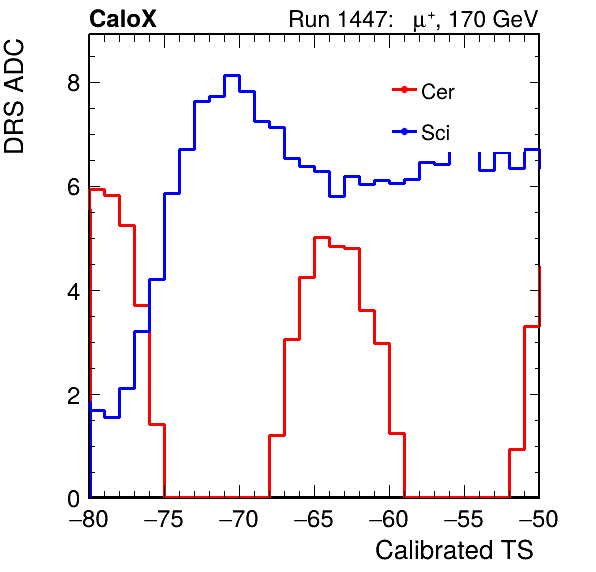 CaloX Run 1447: μ⁺, 170 GeV
DRS ADC
8
6
4
2
0
Cer
Sci
−80 −75 −70 −65 −60 −55 −50
Calibrated TS